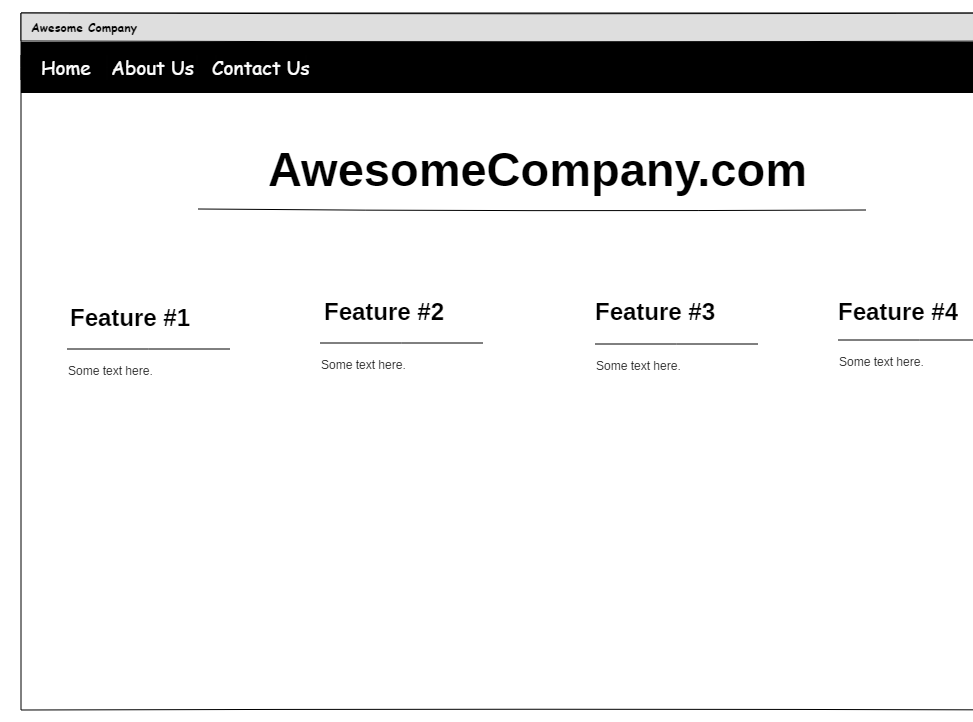 Awesome Company
Home About Us Contact Us
AwesomeCompany.com
Feature #1 Feature #2 Feature #3 Feature #4
Some text here. Some text here. Some text here. Some text here.